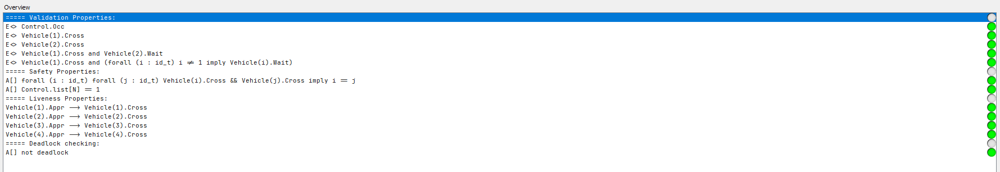 Overview
===== Validation Properties:
E<> Control.Occ
E<> Vehicle(1).Cross
E<> Vehicle(2).Cross
E<> Vehicle(1).Cross and Vehicle(2).Wait
E<> Vehicle(1).Cross and (forall (i : id_t) i ≠ 1 imply Vehicle(i).Wait)
===== Safety Properties:
A[] forall (i : id_t) forall (j : id_t) Vehicle(i).Cross && Vehicle(j).Cross imply i == j
A[] Control.list[N] == 1
===== Liveness Properties:
Vehicle(1).Appr ⟶ Vehicle(1).Cross
Vehicle(2).Appr ⟶ Vehicle(2).Cross
Vehicle(3).Appr ⟶ Vehicle(3).Cross
Vehicle(4).Appr ⟶ Vehicle(4).Cross
===== Deadlock checking:
A[] not deadlock